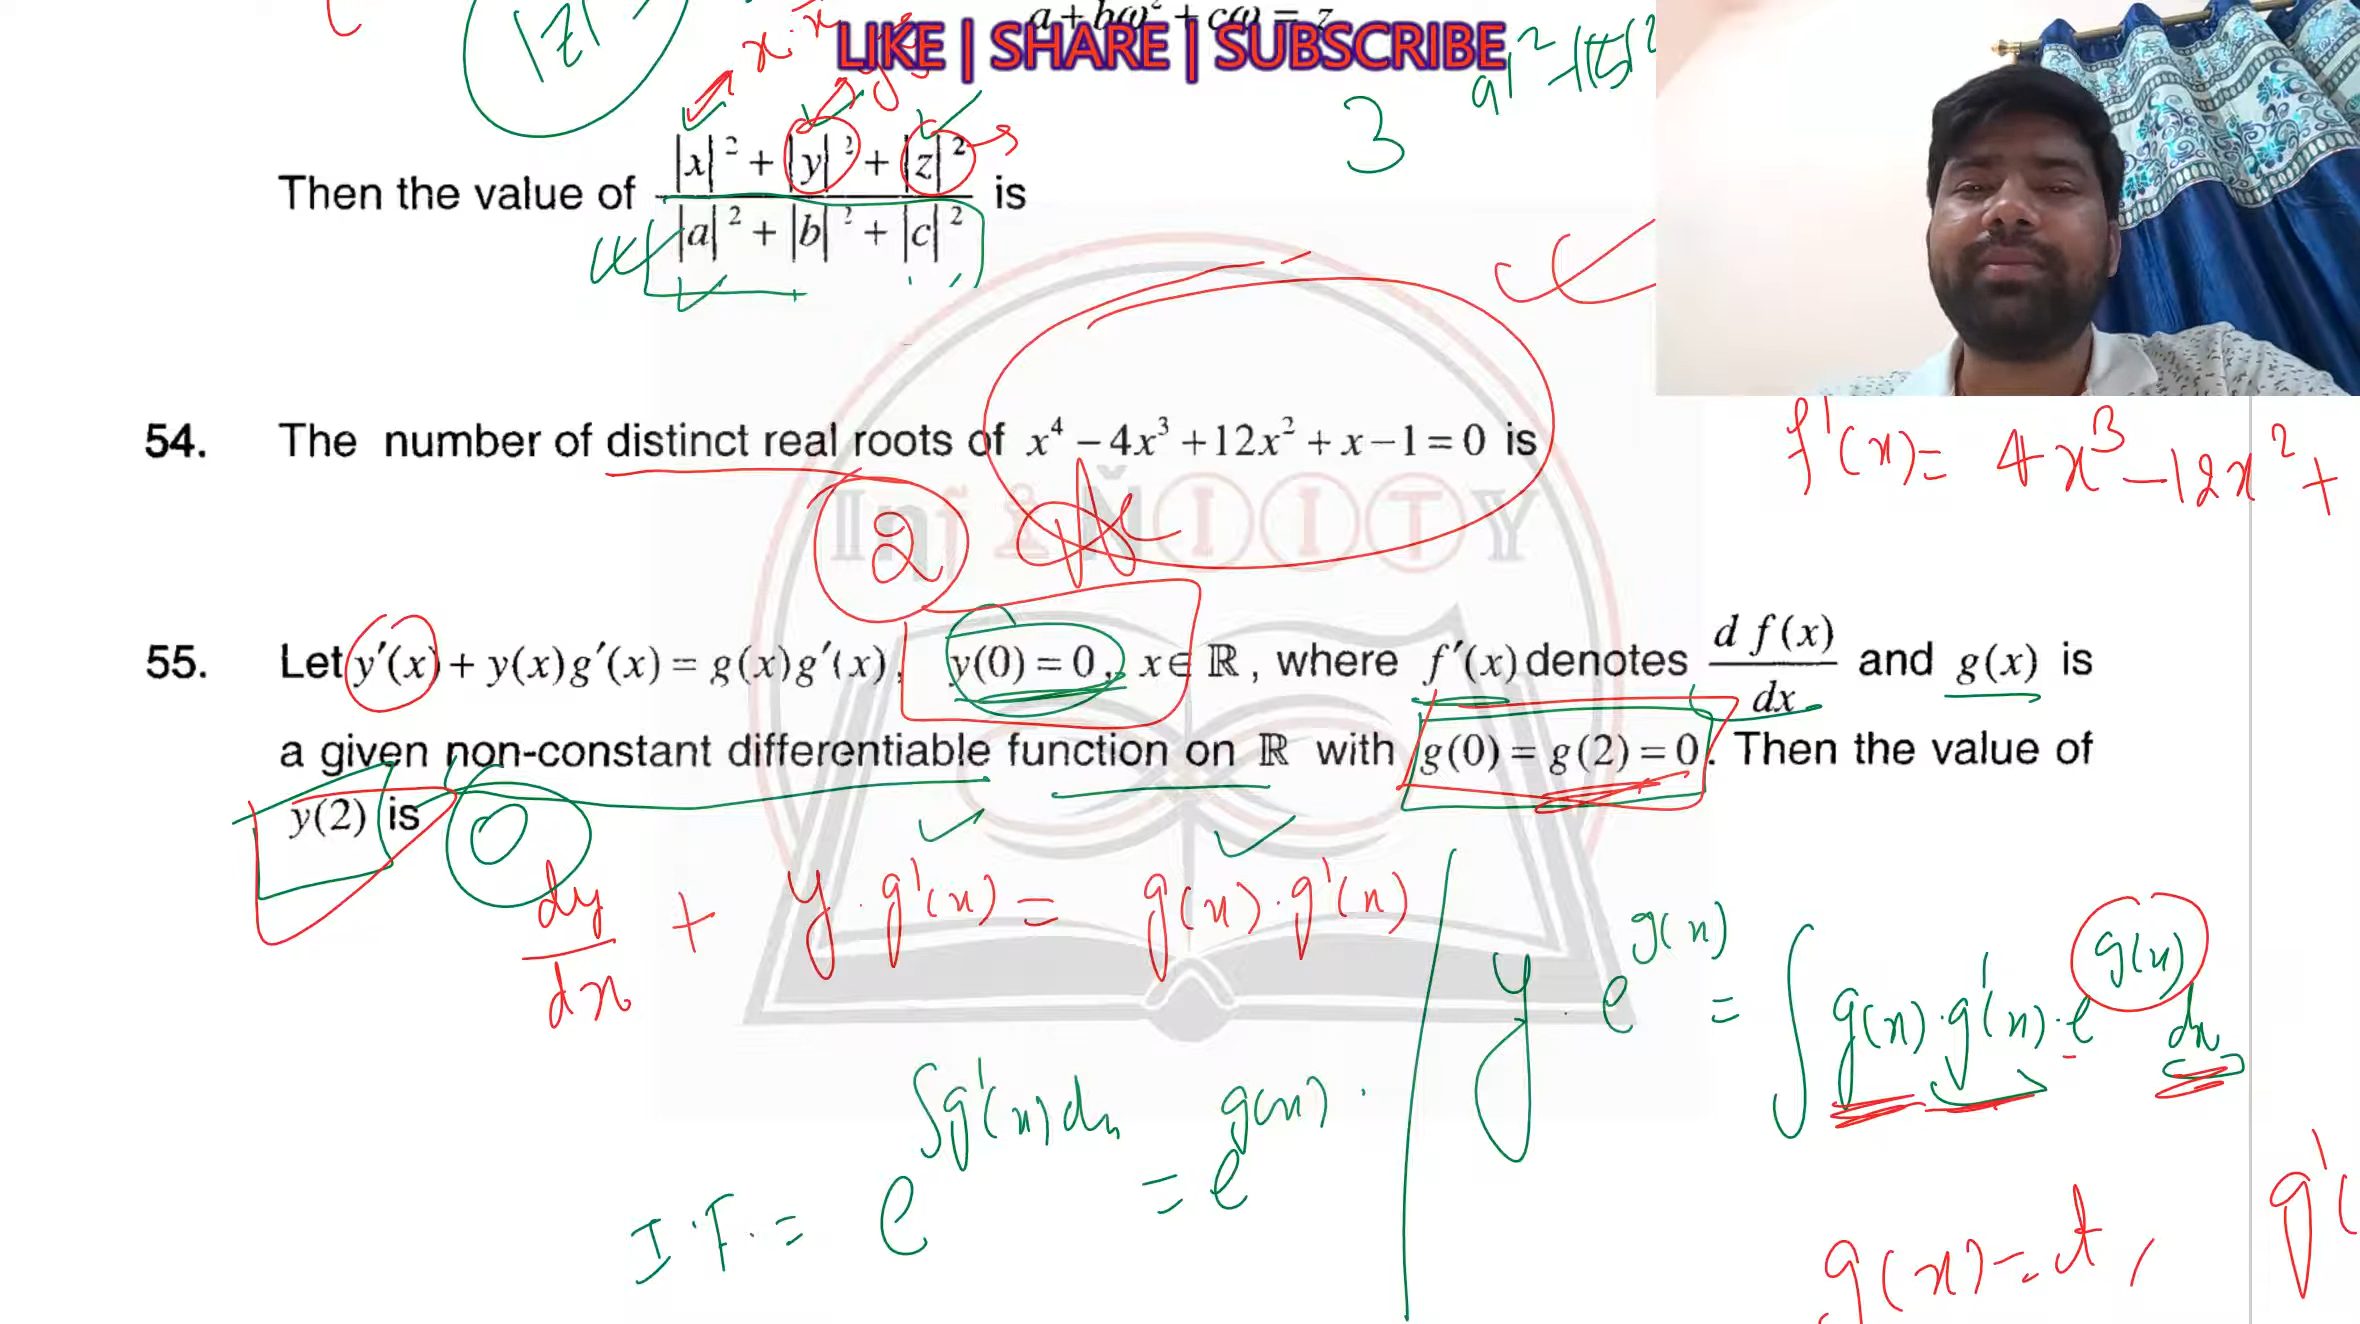 a + bω² + cω = z
LIKE | SHARE | SUBSCRIBE
|z|
3
Then the value of (|x|² + |y|² + |z|²) / (|a|² + |b|² + |c|²) is
54. The number of distinct real roots of x⁴ − 4x³ + 12x² + x − 1 = 0 is
f'(x) = 4x³ − 12x² +
2
InfiNIITY
55. Let y′(x) + y(x)g′(x) = g(x)g′(x), y(0) = 0, x ∈ ℝ, where f′(x) denotes d f(x)/dx and g(x) is
a given non-constant differentiable function on ℝ with g(0) = g(2) = 0. Then the value of
y(2) is
0
dy/dx + y · g'(x) = g(x) · g'(x)
y · e^g(x) = ∫ g(x) · g'(x) · e^g(x) dx
I.F. = e^∫g'(x)dx = e^g(x) .
g(x) = t, g'(